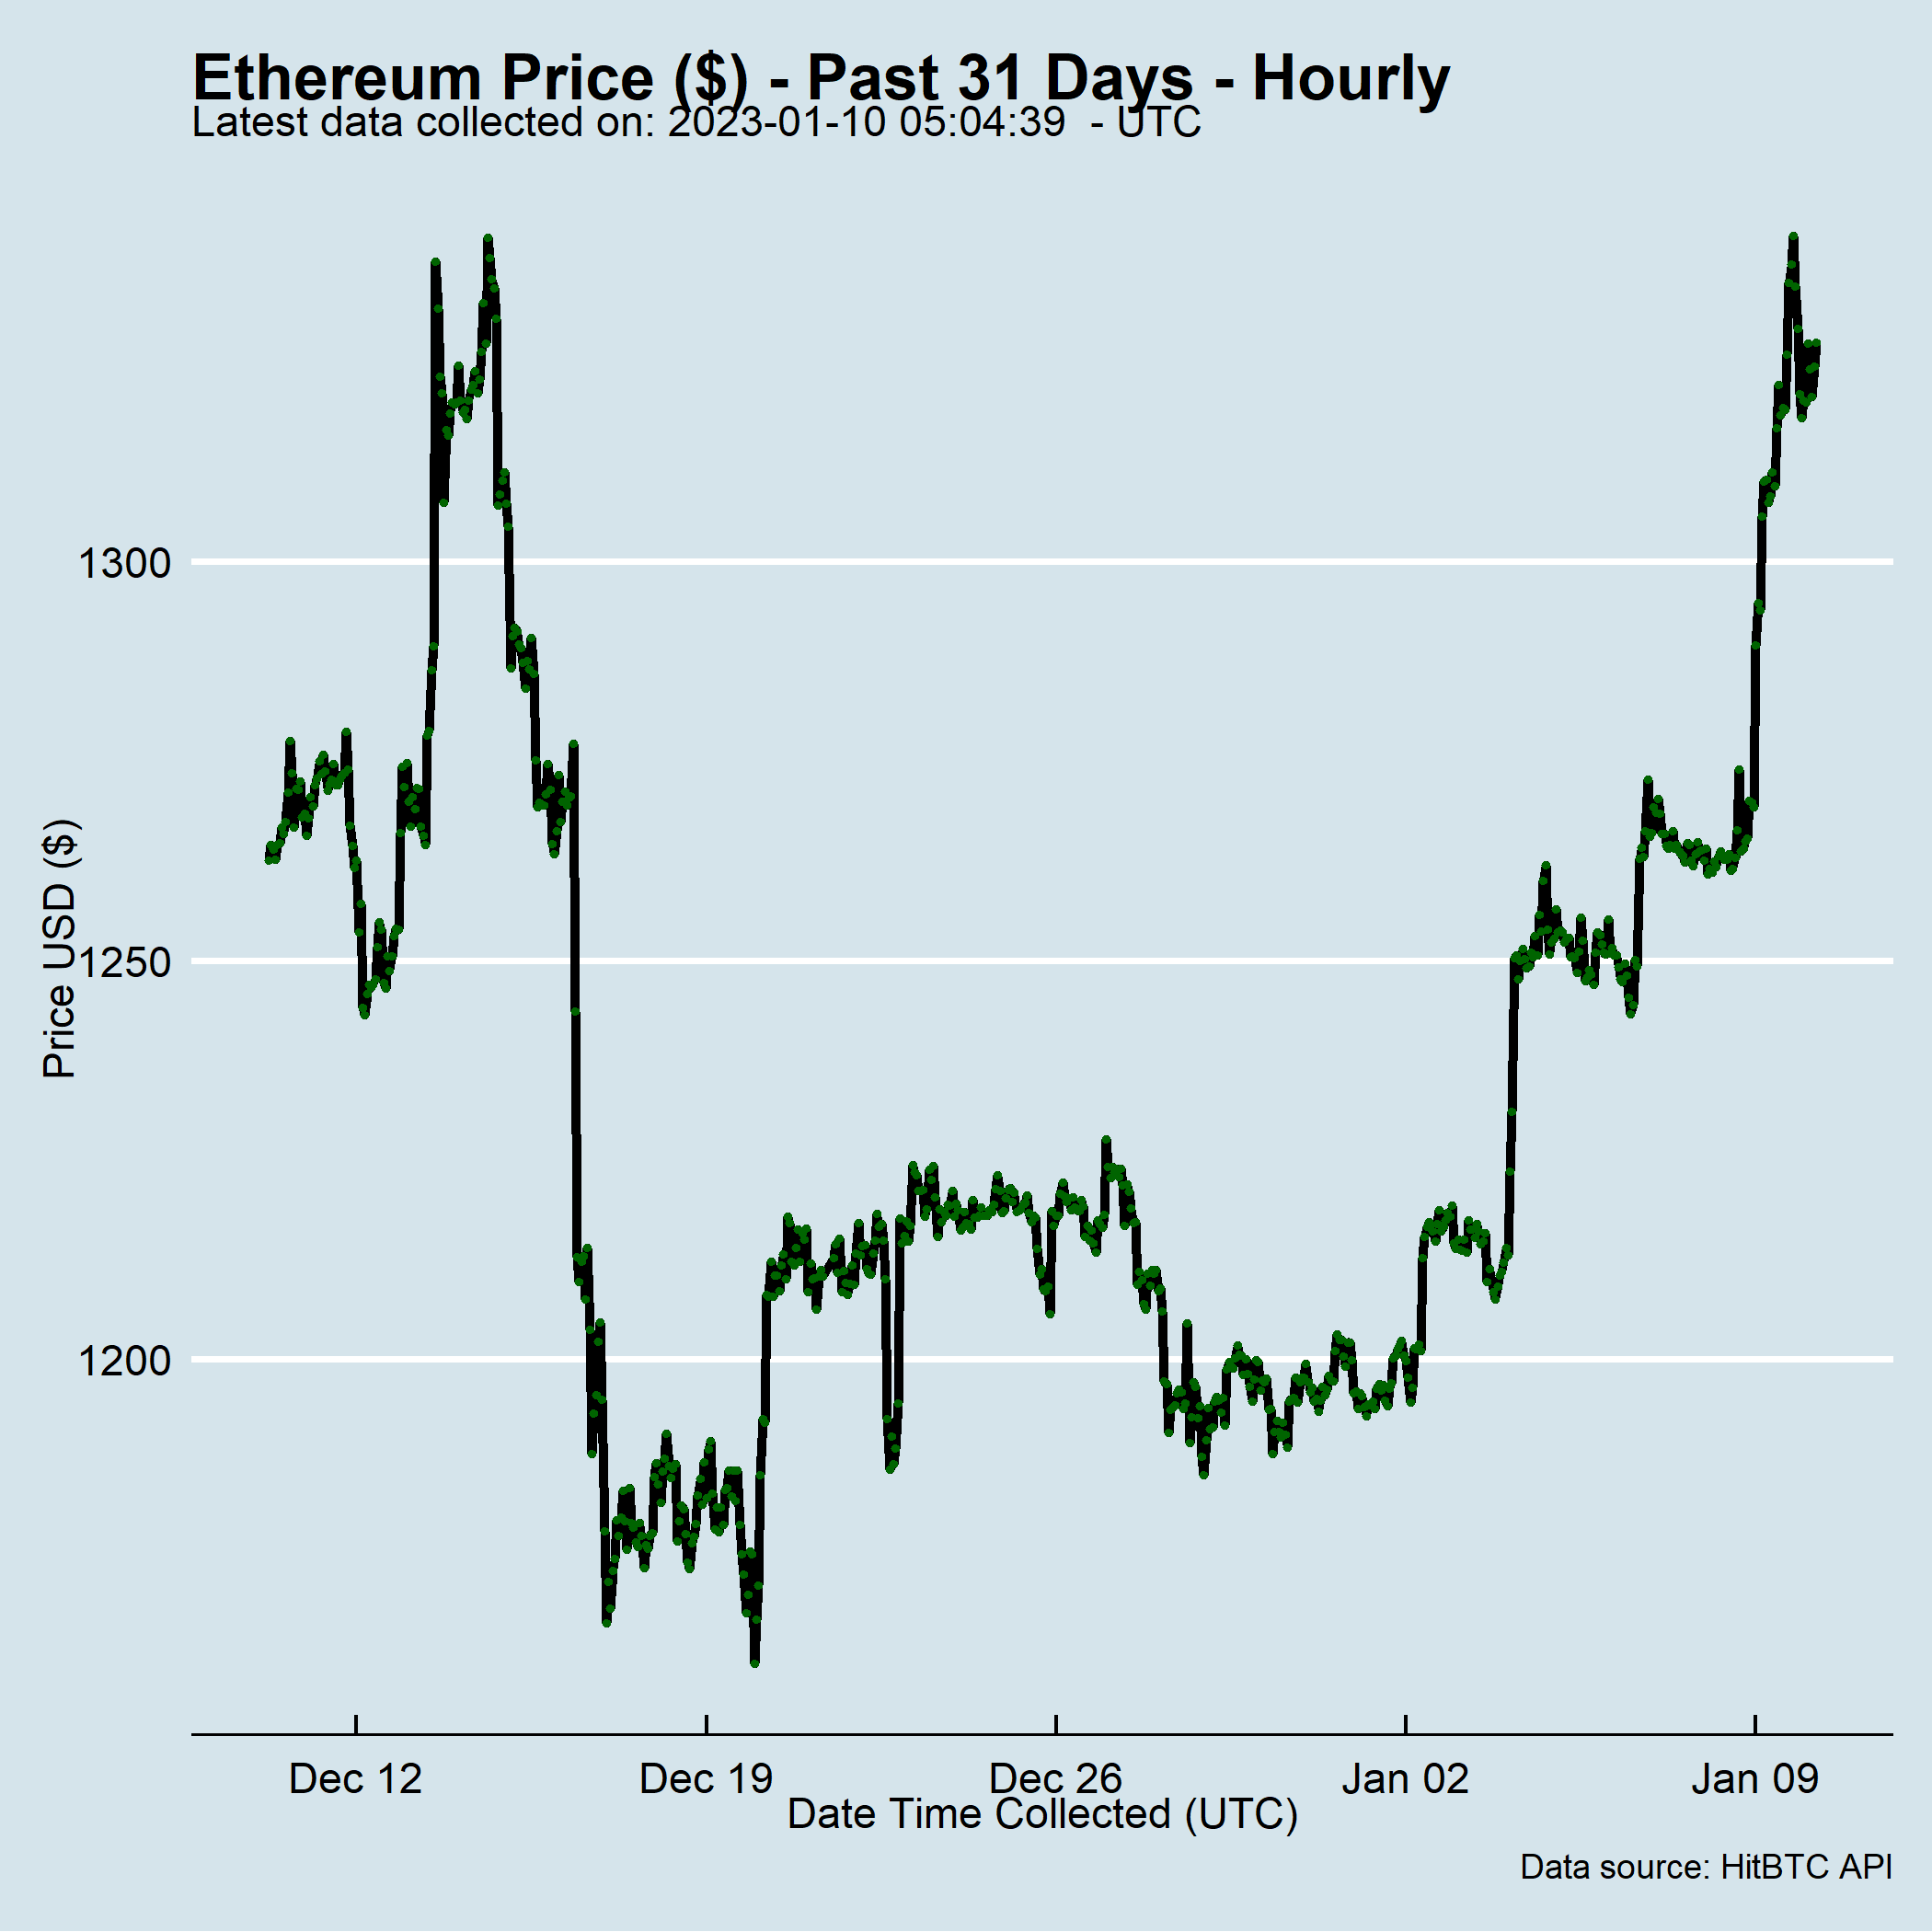 Ethereum Price ($) - Past 31 Days - Hourly
Latest data collected on: 2023-01-10 05:04:39  - UTC
Price USD ($)
1300
1250
1200
Dec 12
Dec 19
Dec 26
Jan 02
Jan 09
Date Time Collected (UTC)
Data source: HitBTC API